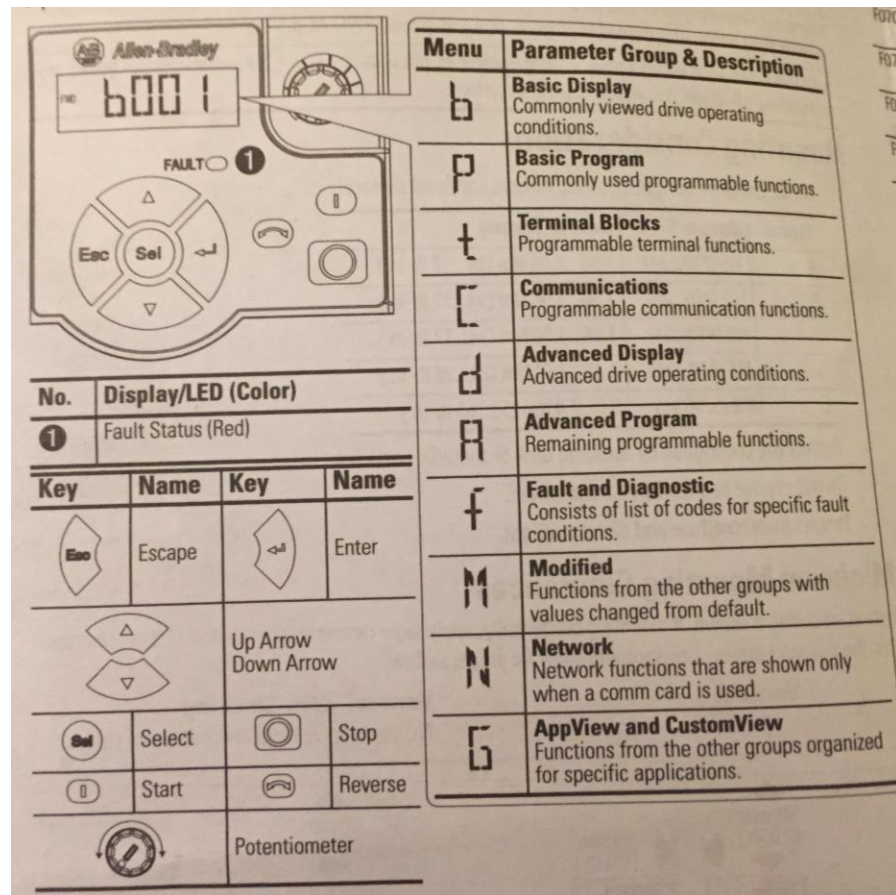 Allen-Bradley
FWD
b001
FAULT
1
Esc
Sel
No. Display/LED (Color)
1 Fault Status (Red)
Key Name Key Name
Esc Escape Enter
Up Arrow
Down Arrow
Sel Select Stop
Start Reverse
Potentiometer
Menu Parameter Group & Description
b Basic Display
Commonly viewed drive operating
conditions.
P Basic Program
Commonly used programmable functions.
t Terminal Blocks
Programmable terminal functions.
C Communications
Programmable communication functions.
d Advanced Display
Advanced drive operating conditions.
A Advanced Program
Remaining programmable functions.
f Fault and Diagnostic
Consists of list of codes for specific fault
conditions.
M Modified
Functions from the other groups with
values changed from default.
N Network
Network functions that are shown only
when a comm card is used.
G AppView and CustomView
Functions from the other groups organized
for specific applications.